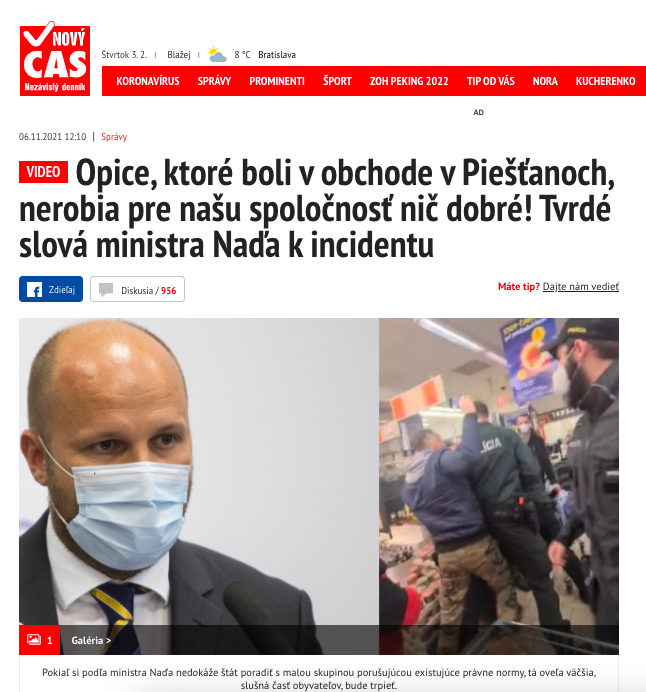 NOVÝ
ČAS
Nezávislý denník
Štvrtok 3. 2. | Blažej | 8 °C Bratislava
KORONAVÍRUS SPRÁVY PROMINENTI ŠPORT ZOH PEKING 2022 TIP OD VÁS NORA KUCHERENKO
AD
06.11.2021 12:10 | Správy
VIDEO Opice, ktoré boli v obchode v Piešťanoch,
nerobia pre našu spoločnosť nič dobré! Tvrdé
slová ministra Naďa k incidentu
Zdieľaj Diskusia / 956 Máte tip? Dajte nám vedieť
LÍCIA
1 Galéria >
Pokiaľ si podľa ministra Naďa nedokáže štát poradiť s malou skupinou porušujúcou existujúce právne normy, tá oveľa väčšia,
slušná časť obyvateľov, bude trpieť.